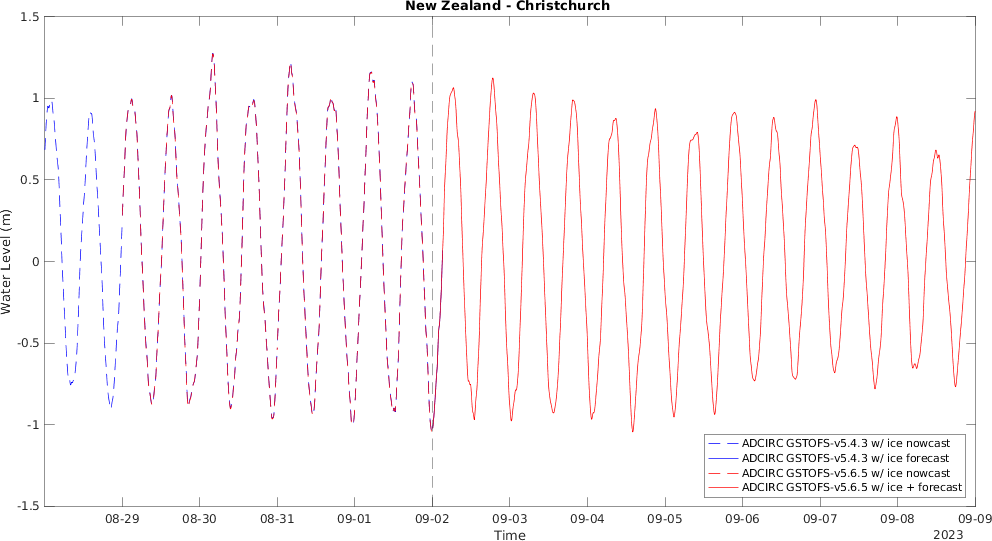 New Zealand - Christchurch
1.5
1
0.5
0
-0.5
-1
-1.5
Water Level (m)
08-29 08-30 08-31 09-01 09-02 09-03 09-04 09-05 09-06 09-07 09-08 09-09
Time
2023
ADCIRC GSTOFS-v5.4.3 w/ ice nowcast
ADCIRC GSTOFS-v5.4.3 w/ ice forecast
ADCIRC GSTOFS-v5.6.5 w/ ice nowcast
ADCIRC GSTOFS-v5.6.5 w/ ice + forecast